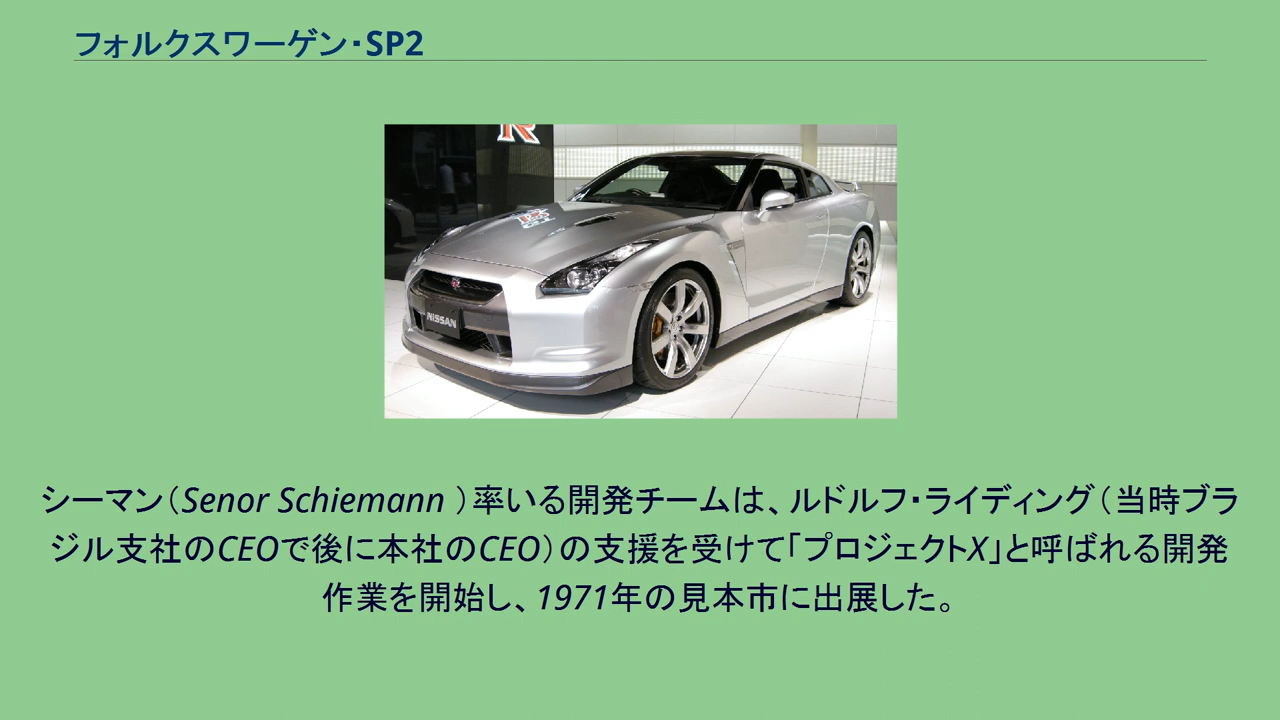 フォルクスワーゲン・SP2
R
NISSAN
シーマン（Senor Schiemann ）率いる開発チームは、ルドルフ・ライディング（当時ブラ
ジル支社のCEOで後に本社のCEO）の支援を受けて「プロジェクトX」と呼ばれる開発
作業を開始し、1971年の見本市に出展した。